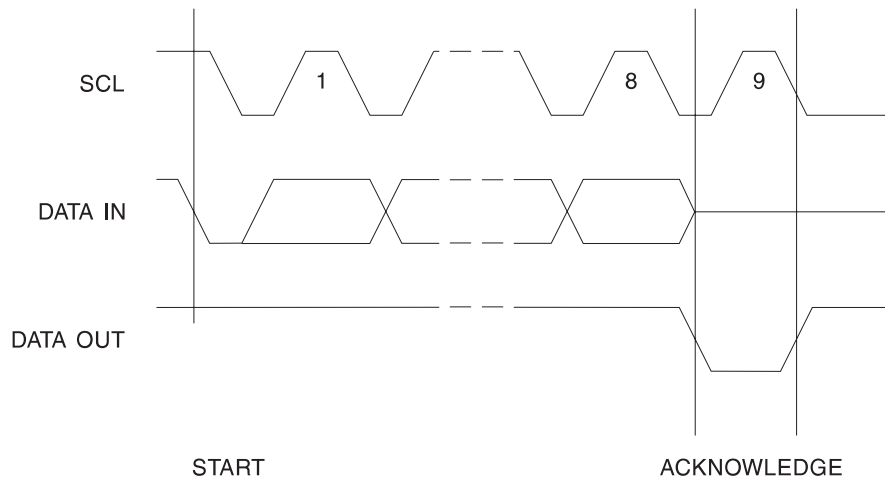 SCL
1
8
9
DATA IN
DATA OUT
START
ACKNOWLEDGE